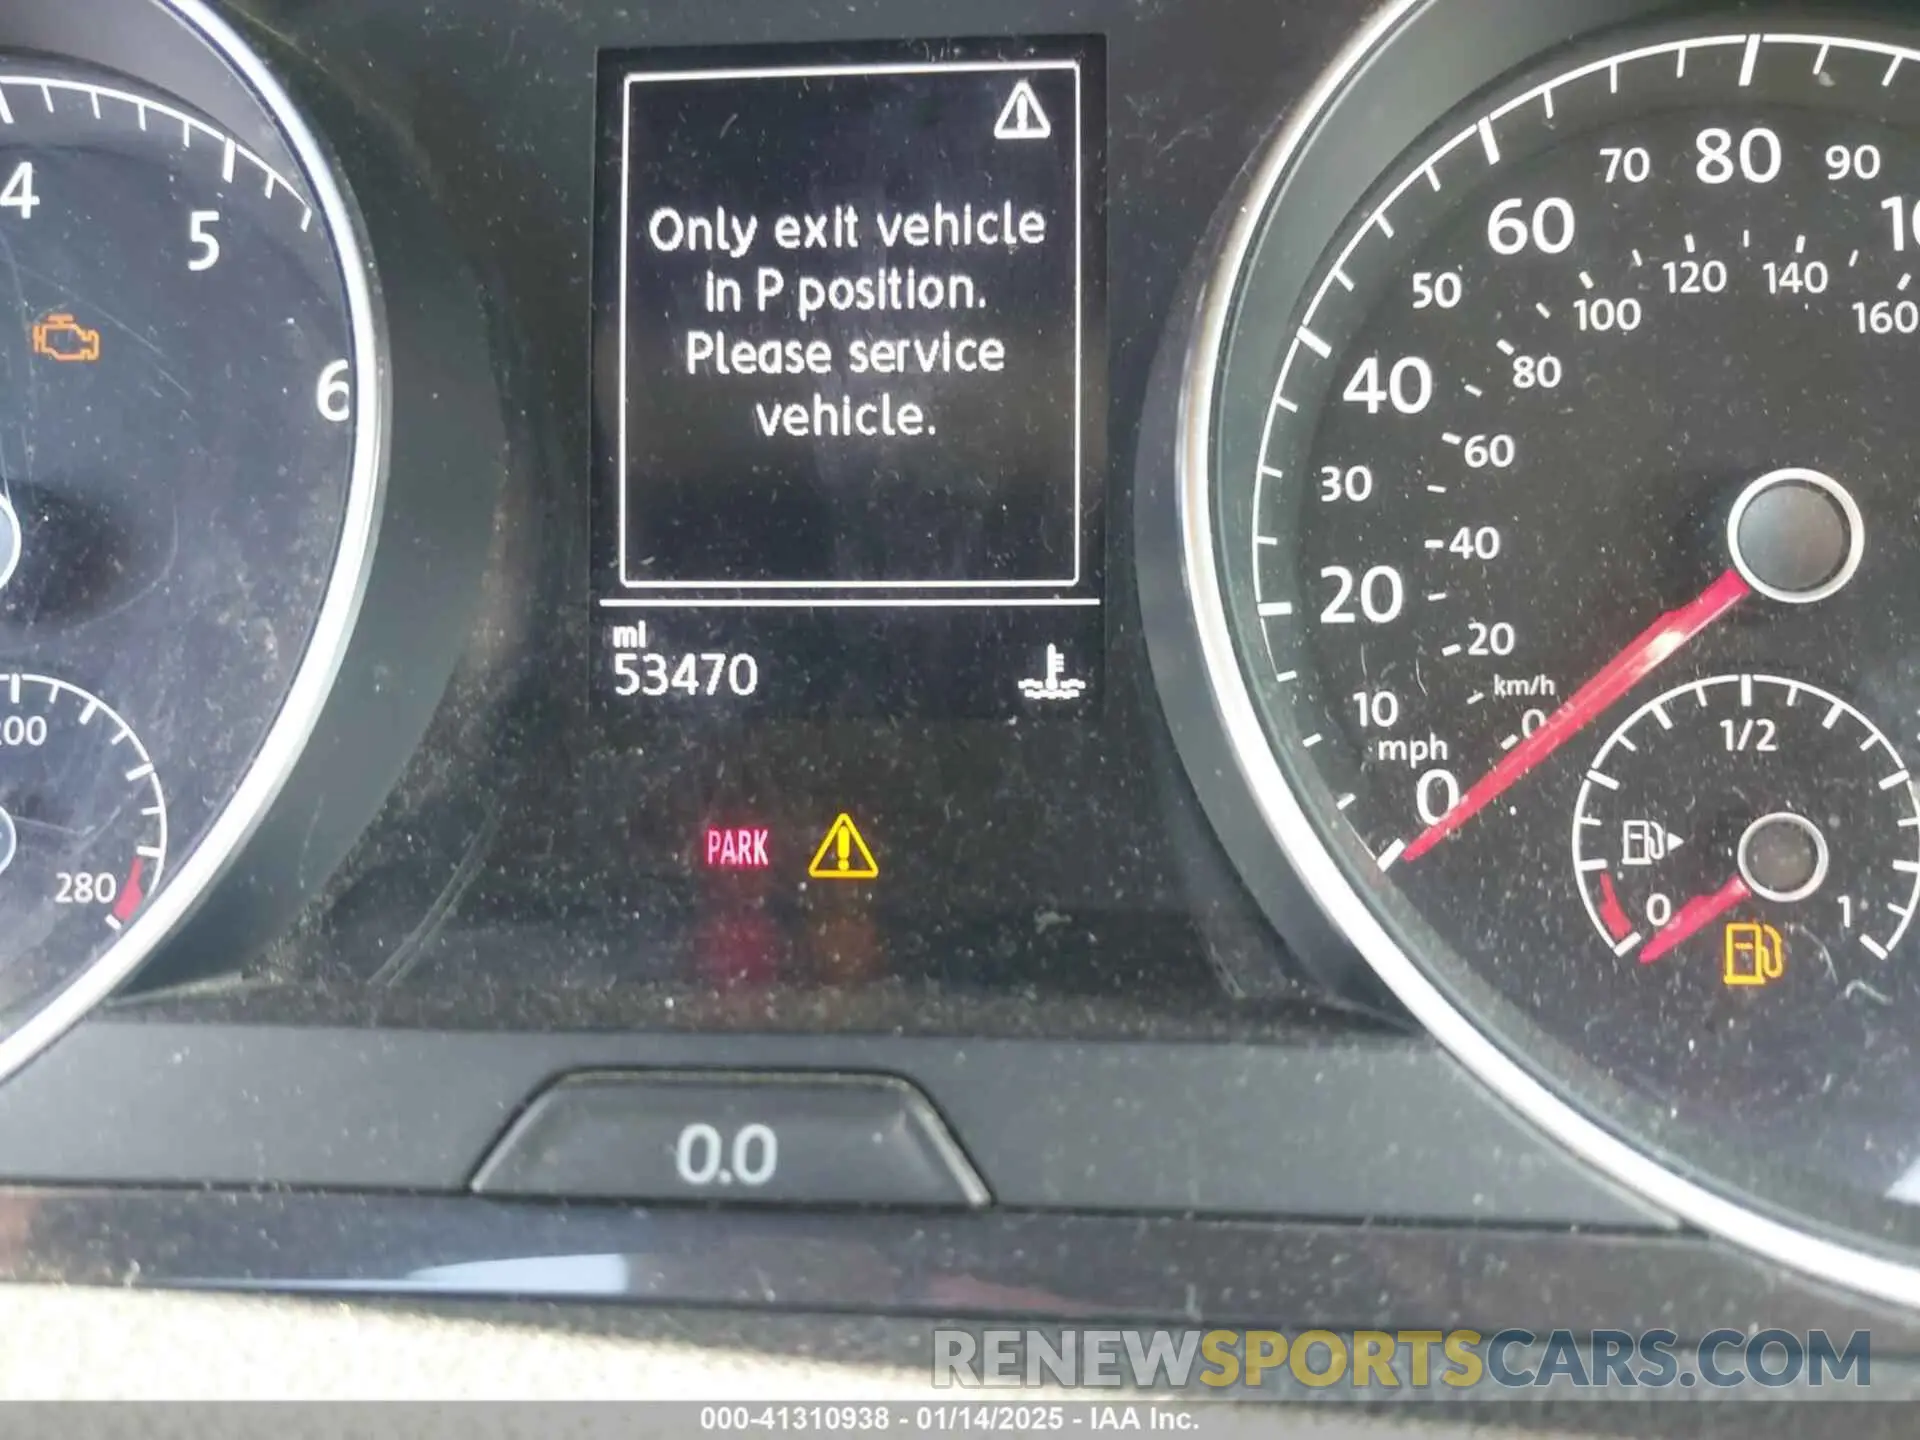 4
5
6
200
280
Only exit vehicle
in P position.
Please service
vehicle.
mi
53470
PARK
0.0
70 80 90
60
50
40
30
20
10
mph
0
120 140
100 160
80
60
40
20
km/h
0
1/2
0 1
RENEWSPORTSCARS.COM
000-41310938 - 01/14/2025 - IAA Inc.